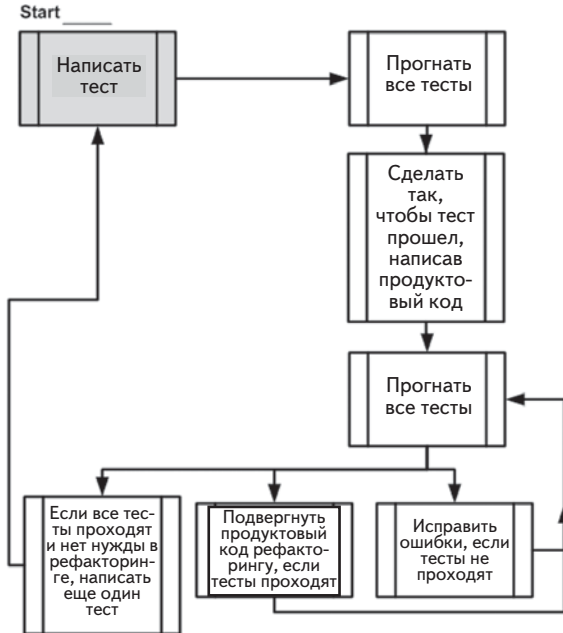 Start
Написать
тест
Прогнать
все тесты
Сделать
так,
чтобы тест
прошел,
написав
продукто-
вый код
Прогнать
все тесты
Если все тес-
ты проходят
и нет нужды в
рефакторин-
ге, написать
еще один
тест
Подвергнуть
продуктовый
код рефакто-
рингу, если
тесты проходят
Исправить
ошибки, если
тесты не
проходят